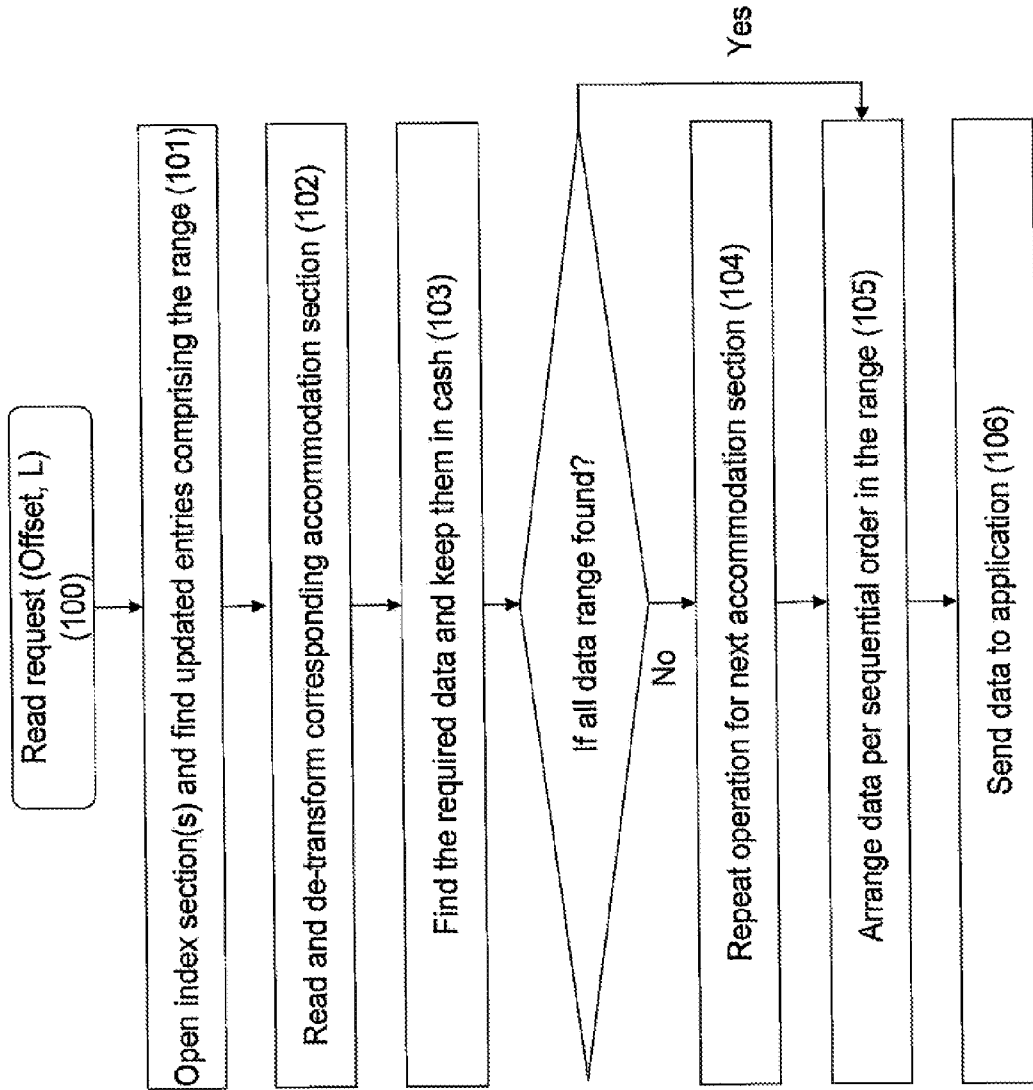 Read request (Offset, L)
(100)
Open index section(s) and find updated entries comprising the range (101)
Read and de-transform corresponding accommodation section (102)
Find the required data and keep them in cash (103)
If all data range found?
Yes
No
Repeat operation for next accommodation section (104)
Arrange data per sequential order in the range (105)
Send data to application (106)